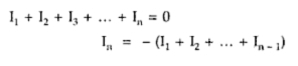 I₁ + I₂ + I₃ + ... + Iₙ = 0
Iₙ = – (I₁ + I₂ + ... + Iₙ₋₁)